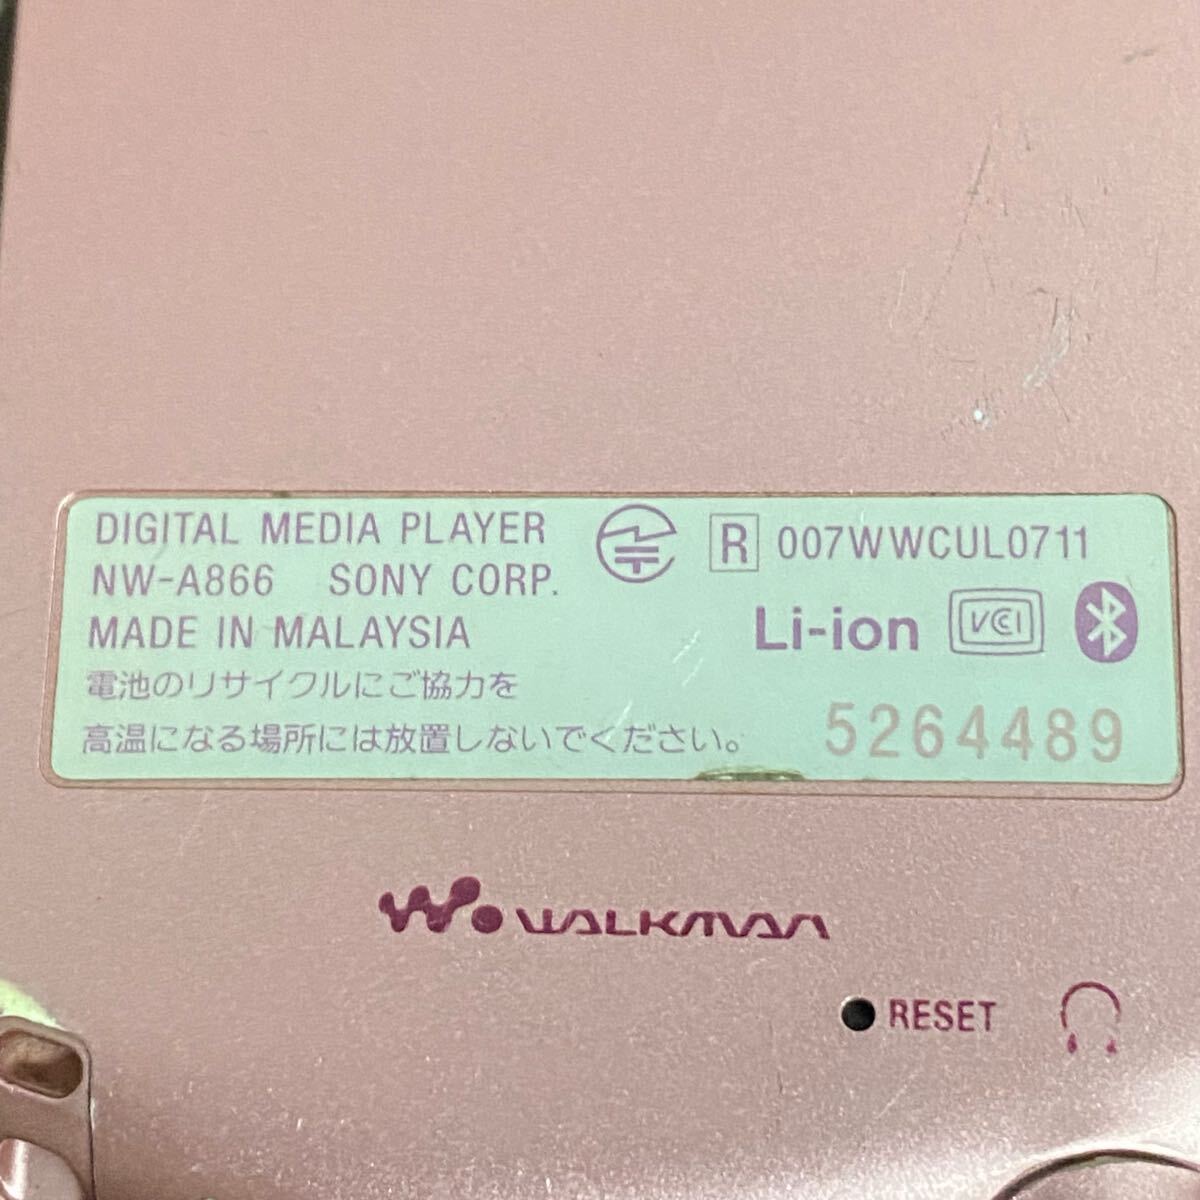 DIGITAL MEDIA PLAYER
NW-A866 SONY CORP.
MADE IN MALAYSIA
電池のリサイクルにご協力を
高温になる場所には放置しないでください。
R 007WWCUL0711
Li-ion VCCI
5264489
WALKMAN
RESET